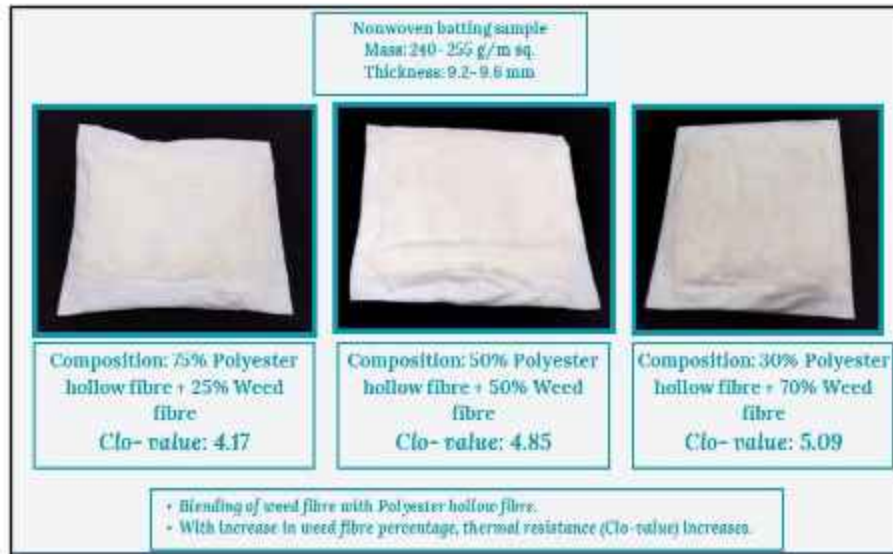 Nonwoven batting sample
Mass: 240- 255 g/m sq.
Thickness: 9.2- 9.6 mm
Composition: 75% Polyester
hollow fibre + 25% Weed
fibre
Clo- value: 4.17
Composition: 50% Polyester
hollow fibre + 50% Weed
fibre
Clo- value: 4.85
Composition: 30% Polyester
hollow fibre + 70% Weed
fibre
Clo- value: 5.09
• Blending of weed fibre with Polyester hollow fibre.
• With increase in weed fibre percentage, thermal resistance (Clo-value) increases.